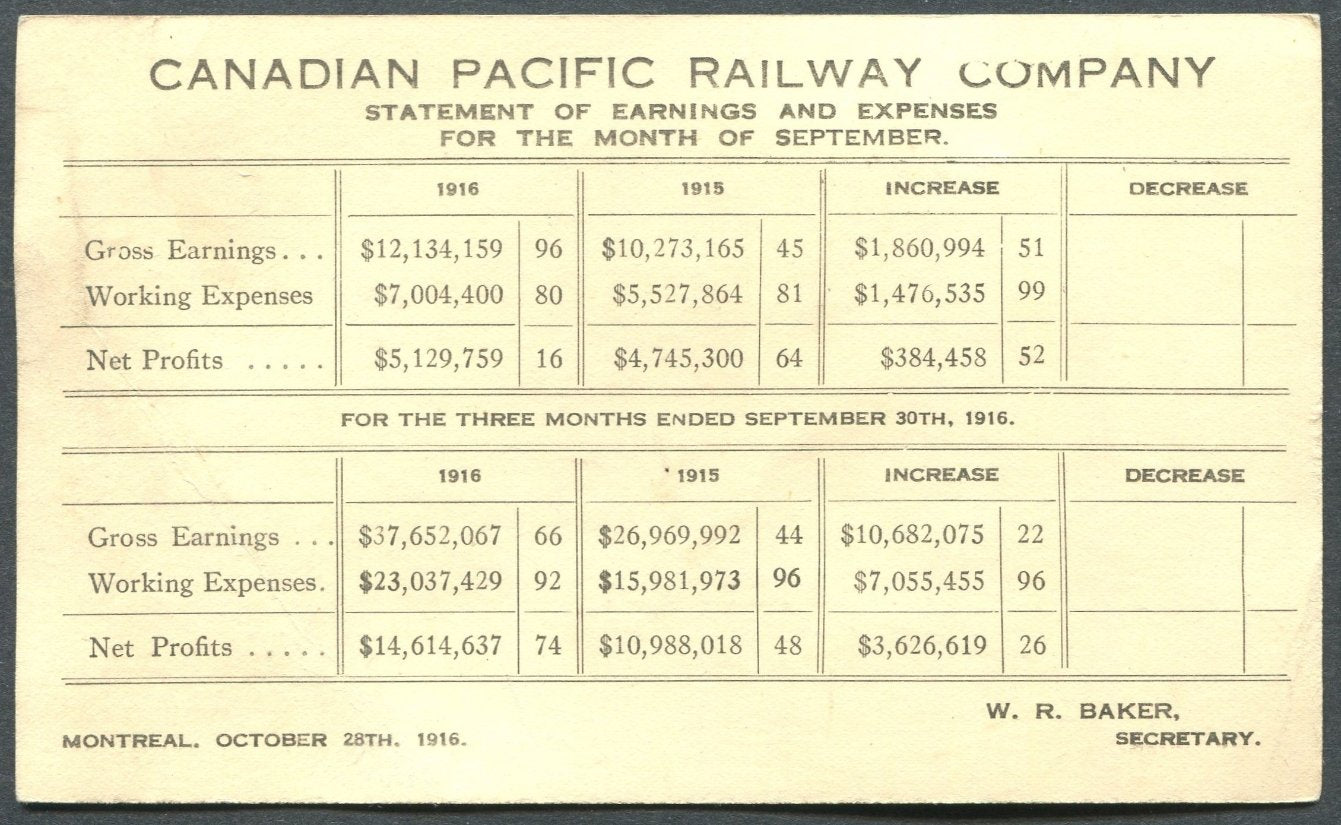 CANADIAN PACIFIC RAILWAY COMPANY
STATEMENT OF EARNINGS AND EXPENSES
FOR THE MONTH OF SEPTEMBER.
1916 1915 INCREASE DECREASE
Gross Earnings... $12,134,159 96 $10,273,165 45 $1,860,994 51
Working Expenses $7,004,400 80 $5,527,864 81 $1,476,535 99
Net Profits ..... $5,129,759 16 $4,745,300 64 $384,458 52
FOR THE THREE MONTHS ENDED SEPTEMBER 30TH, 1916.
1916 1915 INCREASE DECREASE
Gross Earnings ... $37,652,067 66 $26,969,992 44 $10,682,075 22
Working Expenses. $23,037,429 92 $15,981,973 96 $7,055,455 96
Net Profits ..... $14,614,637 74 $10,988,018 48 $3,626,619 26
W. R. BAKER,
MONTREAL. OCTOBER 28TH. 1916. SECRETARY.